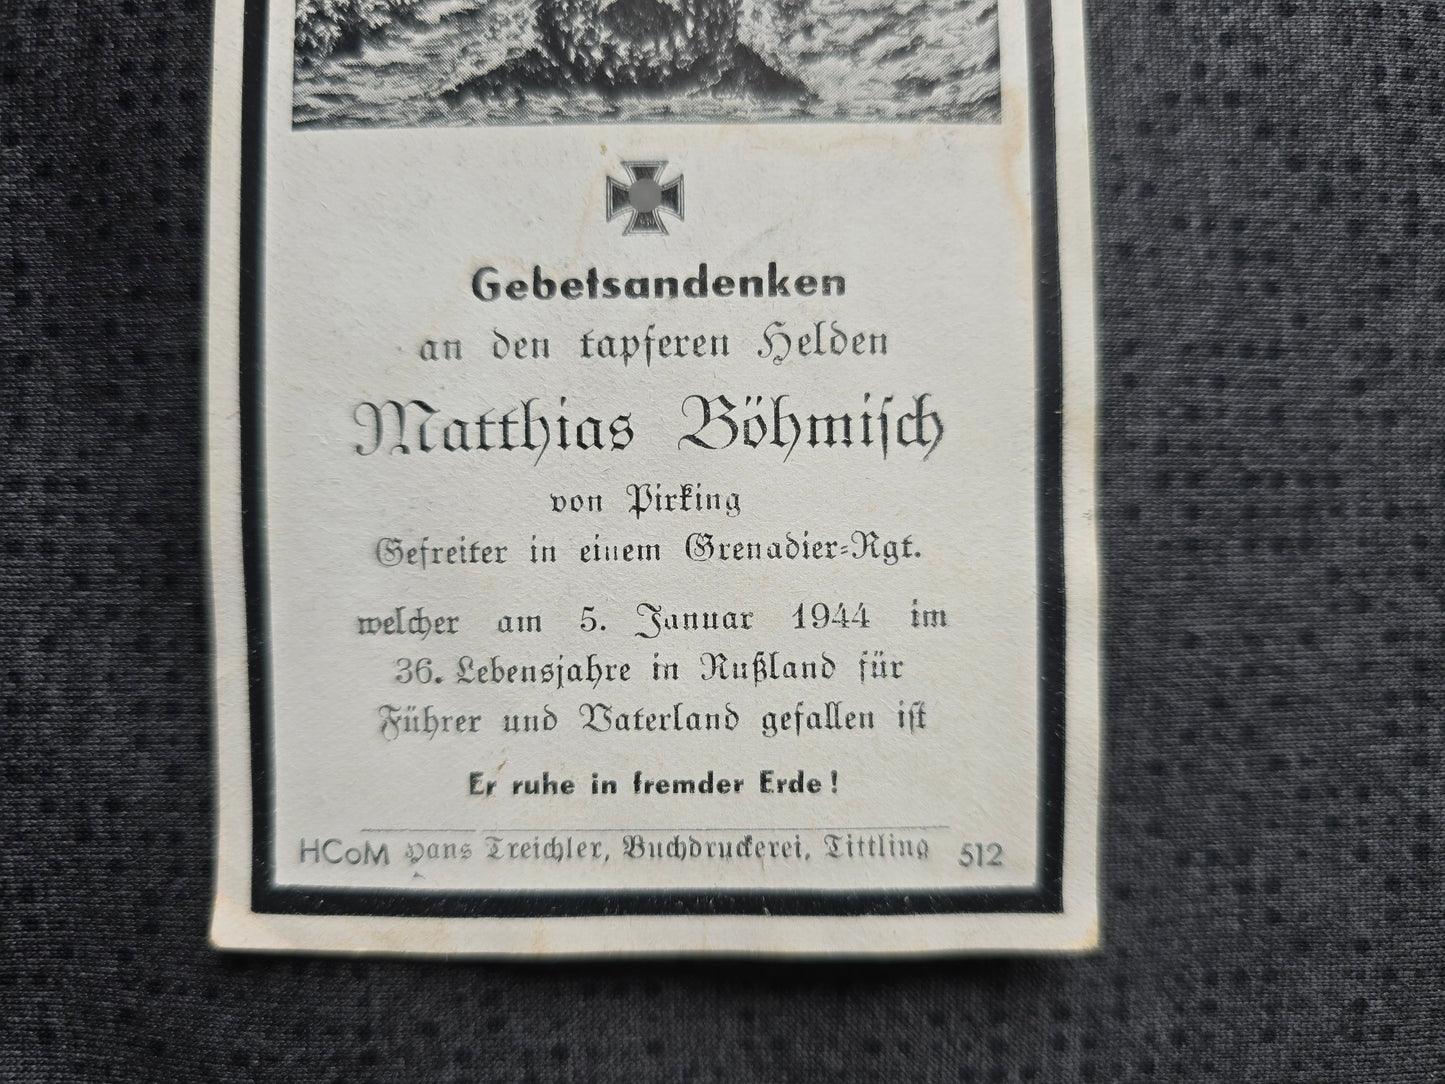 Gebetsandenken
an den tapferen Helden
Matthias Böhmisch
von Pirking
Gefreiter in einem Grenadier-Rgt.
welcher am 5. Januar 1944 im
36. Lebensjahre in Rußland für
Führer und Vaterland gefallen ist
Er ruhe in fremder Erde!
HCoM Hans Treichler, Buchdruckerei, Tittling 512